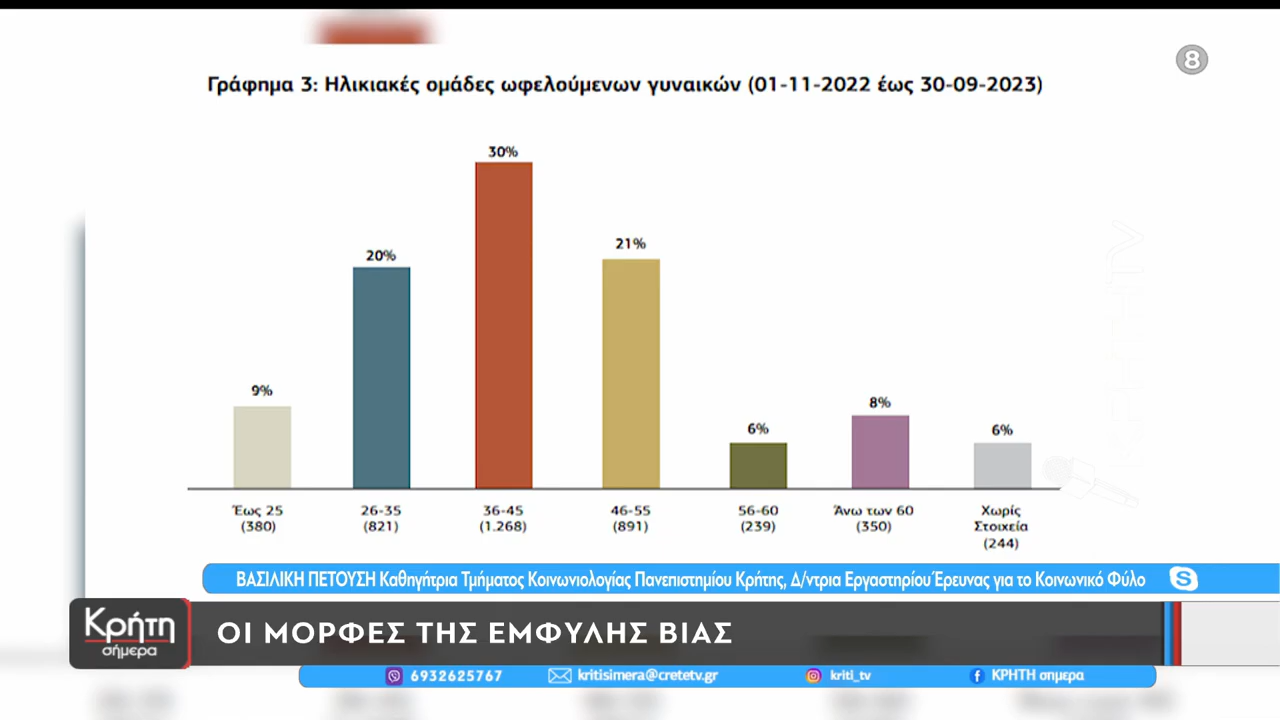 8
Γράφημα 3: Ηλικιακές ομάδες ωφελούμενων γυναικών (01-11-2022 έως 30-09-2023)
30%
20%
21%
9%
8%
6%
6%
Έως 25
(380)
26-35
(821)
36-45
(1.268)
46-55
(891)
56-60
(239)
Άνω των 60
(350)
Χωρίς
Στοιχεία
(244)
ΒΑΣΙΛΙΚΗ ΠΕΤΟΥΣΗ Καθηγήτρια Τμήματος Κοινωνιολογίας Πανεπιστημίου Κρήτης, Δ/ντρια Εργαστηρίου Έρευνας για το Κοινωνικό Φύλο
Κρήτη
σήμερα
ΟΙ ΜΟΡΦΕΣ ΤΗΣ ΕΜΦΥΛΗΣ ΒΙΑΣ
6932625767
kritisimera@cretetv.gr
kriti_tv
ΚΡΗΤΗ σημερα